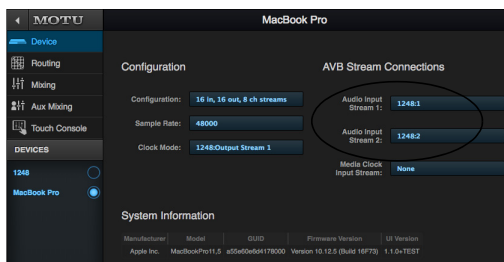 MOTU
MacBook Pro
Device
Routing
Mixing
Aux Mixing
Touch Console
DEVICES
1248
MacBook Pro
Configuration
Configuration: 16 in, 16 out, 8 ch streams
Sample Rate: 48000
Clock Mode: 1248:Output Stream 1
AVB Stream Connections
Audio Input Stream 1: 1248:1
Audio Input Stream 2: 1248:2
Media Clock Input Stream: None
System Information
Manufacturer Model GUID Firmware Version UI Version
Apple Inc. MacBookPro11,5 a55e60e6d4178000 Version 10.12.5 (Build 16F73) 1.1.0+TEST